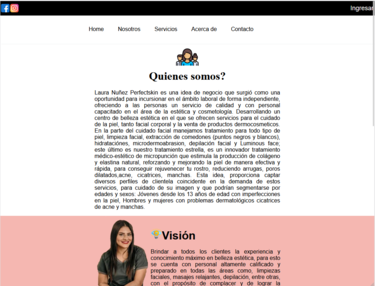 Ingresar
Home Nosotros Servicios Acerca de Contacto
Quienes somos?
Laura Nuñez Perfectskin es una idea de negocio que surgió como una
oportunidad para incursionar en el ámbito laboral de forma independiente,
ofreciendo a las personas un servicio de calidad y con personal
capacitado en el área de la estética y cosmetología. Desarrollando un
centro de belleza estética en el que se ofrecen servicios para el cuidado
de la piel, tanto facial corporal y la venta de productos dermocosmeticos.
En la parte del cuidado facial manejamos tratamiento para todo tipo de
piel, limpieza facial, extracción de comedones (puntos negros y blancos),
hidrataciónes, microdermoabrasion, depilación facial y Luminous face,
este último es nuestro tratamiento estrella, es un innovador tratamiento
médico-estético de micropunción que estimula la producción de colágeno
y elastina natural, reforzando y mejorando la piel de manera efectiva y
rápida, para conseguir rejuvenecer tu rostro, reduciendo arrugas, poros
dilatados,acne, cicatrices, manchas. Esta idea, proporciona captar
diversos perfiles de clientela coincidente en la demanda de estos
servicios, para cuidado de su imagen y que podrían segmentarse por
edades y sexos: Jóvenes desde los 13 años de edad con imperfecciones
en la piel, Hombres y mujeres con problemas dermatológicos cicatrices
de acne y manchas.
Visión
Brindar a todos los clientes la experiencia y
conocimiento máximo en belleza estética, para esto
se cuenta con personal altamente calificado y
preparado en todas las áreas como, limpiezas
faciales, masajes relajantes, depilación, entre otras,
con el propósito de complacer y de lograr la